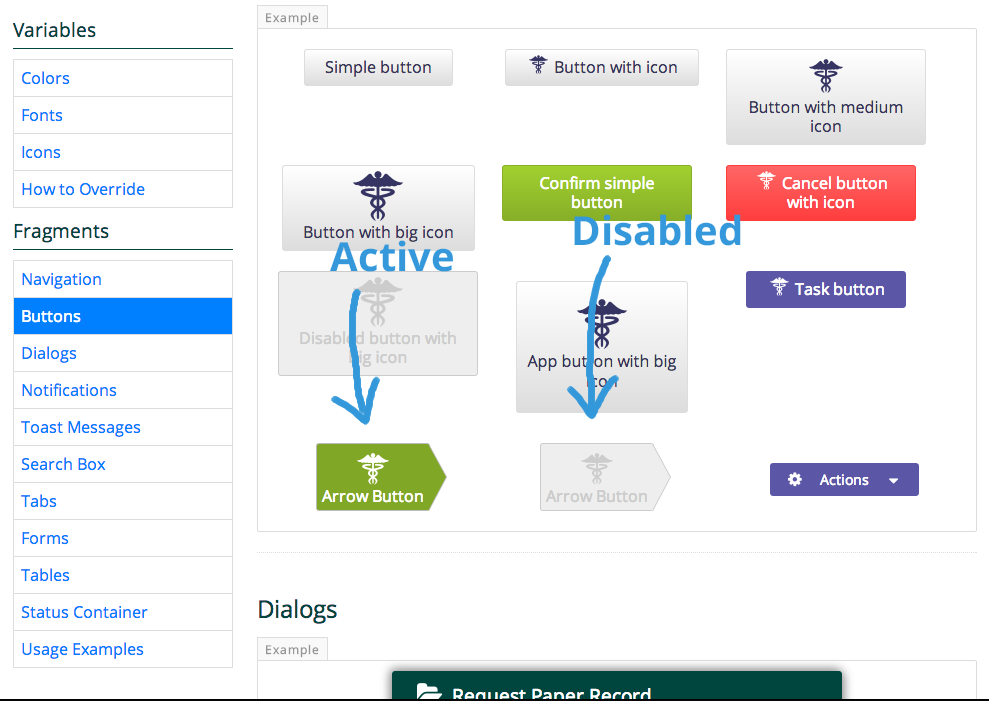 Variables
Colors
Fonts
Icons
How to Override
Fragments
Navigation
Buttons
Dialogs
Notifications
Toast Messages
Search Box
Tabs
Forms
Tables
Status Container
Usage Examples
Example
Simple button
Button with icon
Button with medium
icon
Button with big icon
Confirm simple
button
Cancel button
with icon
Active
Disabled
Disabled button with
big icon
App button with big
icon
Task button
Arrow Button
Arrow Button
Actions
Dialogs
Example
Request Paper Record